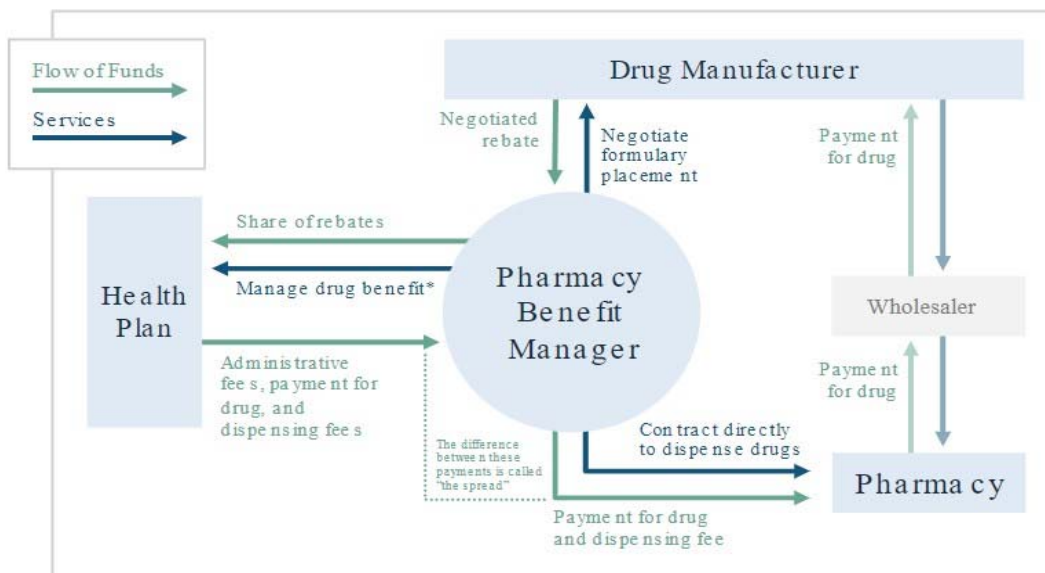 Flow of Funds
Services
Drug Manufacturer
Negotiated
rebate
Negotiate
formulary
placement
Payment
for drug
Share of rebates
Manage drug benefit*
Health
Plan
Pharmacy
Benefit
Manager
Wholesaler
Administrative
fees, payment for
drug, and
dispensing fees
Payment
for drug
The difference
between these
payments is called
"the spread"
Contract directly
to dispense drugs
Pharmacy
Payment for drug
and dispensing fee